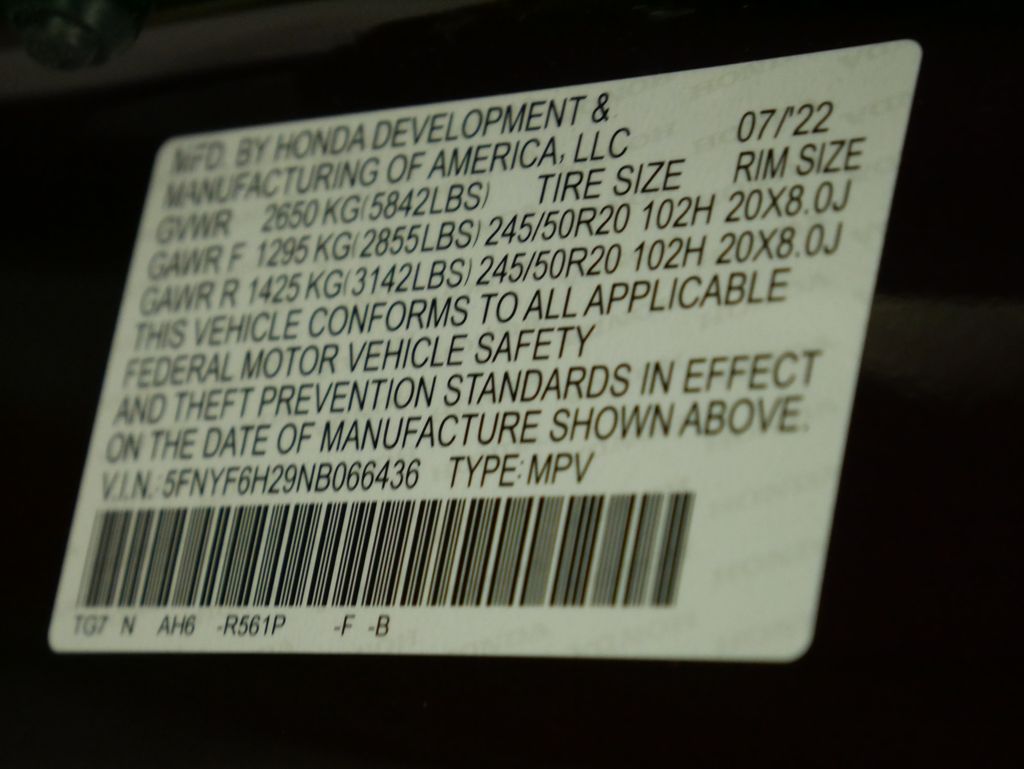 MFD. BY HONDA DEVELOPMENT &
MANUFACTURING OF AMERICA, LLC 07/'22
GVWR 2650 KG(5842LBS) TIRE SIZE RIM SIZE
GAWR F 1295 KG(2855LBS) 245/50R20 102H 20X8.0J
GAWR R 1425 KG(3142LBS) 245/50R20 102H 20X8.0J
THIS VEHICLE CONFORMS TO ALL APPLICABLE
FEDERAL MOTOR VEHICLE SAFETY
AND THEFT PREVENTION STANDARDS IN EFFECT
ON THE DATE OF MANUFACTURE SHOWN ABOVE.
V.I.N.: 5FNYF6H29NB066436 TYPE: MPV
TG7 N AH6 -R561P -F -B